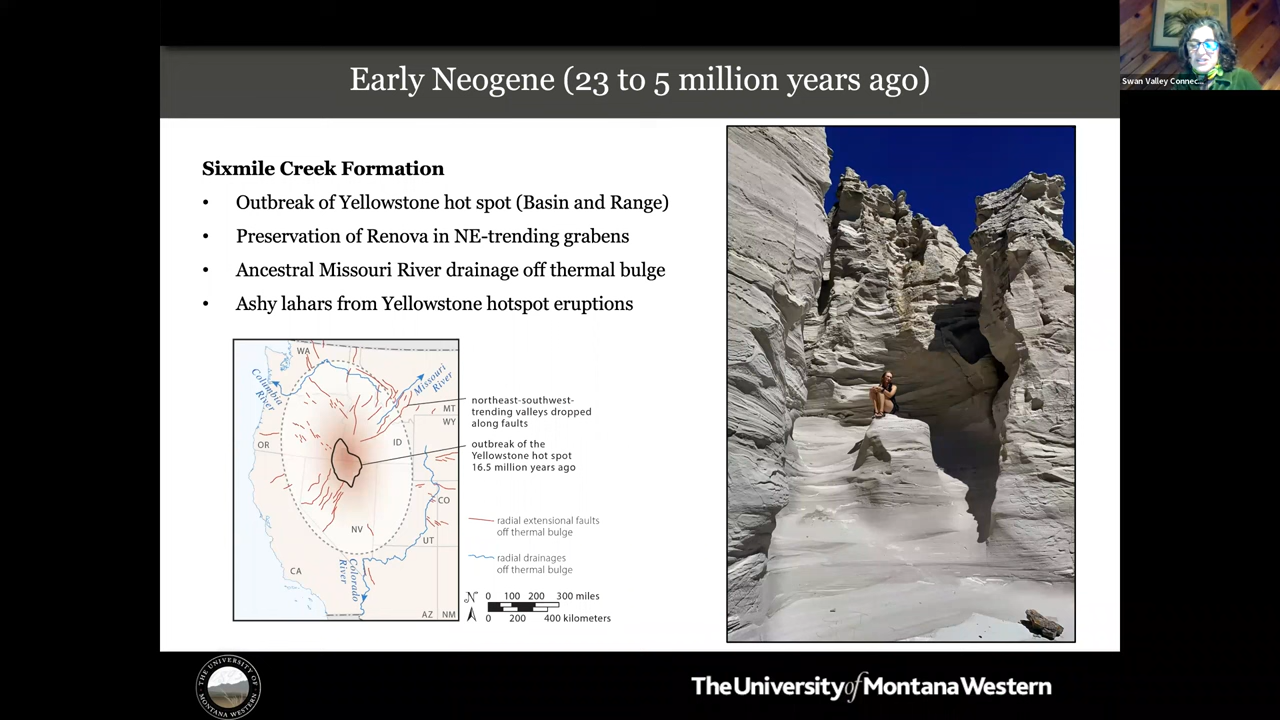 Swan Valley Connec...
Early Neogene (23 to 5 million years ago)
Sixmile Creek Formation
• Outbreak of Yellowstone hot spot (Basin and Range)
• Preservation of Renova in NE-trending grabens
• Ancestral Missouri River drainage off thermal bulge
• Ashy lahars from Yellowstone hotspot eruptions
WA
Columbia
River
Missouri
River
MT
WY
OR
ID
CO
NV
UT
CA
Colorado
River
AZ
NM
northeast-southwest-
trending valleys dropped
along faults
outbreak of the
Yellowstone hot spot
16.5 million years ago
radial extensional faults
off thermal bulge
radial drainages
off thermal bulge
N
0 100 200 300 miles
0 200 400 kilometers
THE UNIVERSITY OF
MONTANA WESTERN
The University of Montana Western